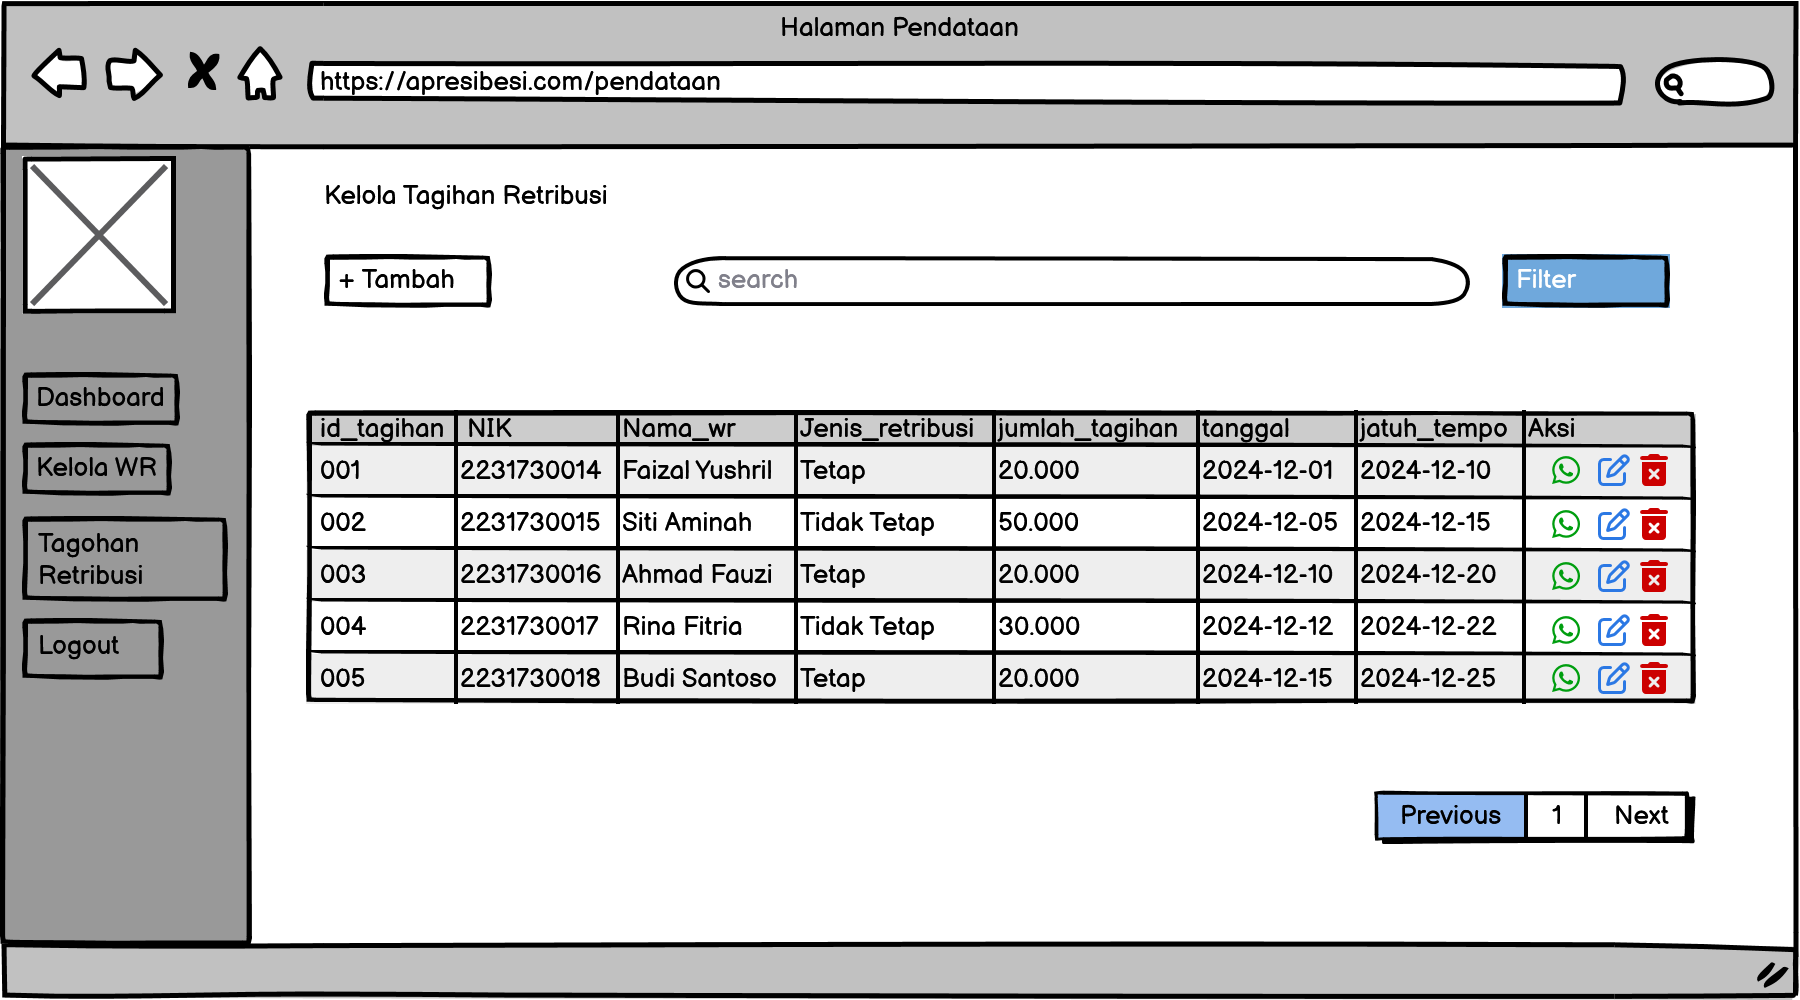 Halaman Pendataan
https://apresibesi.com/pendataan
Kelola Tagihan Retribusi
+ Tambah
search
Filter
Dashboard
Kelola WR
Tagohan
Retribusi
Logout
id_tagihan NIK Nama_wr Jenis_retribusi jumlah_tagihan tanggal jatuh_tempo Aksi
001 2231730014 Faizal Yushril Tetap 20.000 2024-12-01 2024-12-10
002 2231730015 Siti Aminah Tidak Tetap 50.000 2024-12-05 2024-12-15
003 2231730016 Ahmad Fauzi Tetap 20.000 2024-12-10 2024-12-20
004 2231730017 Rina Fitria Tidak Tetap 30.000 2024-12-12 2024-12-22
005 2231730018 Budi Santoso Tetap 20.000 2024-12-15 2024-12-25
Previous 1 Next